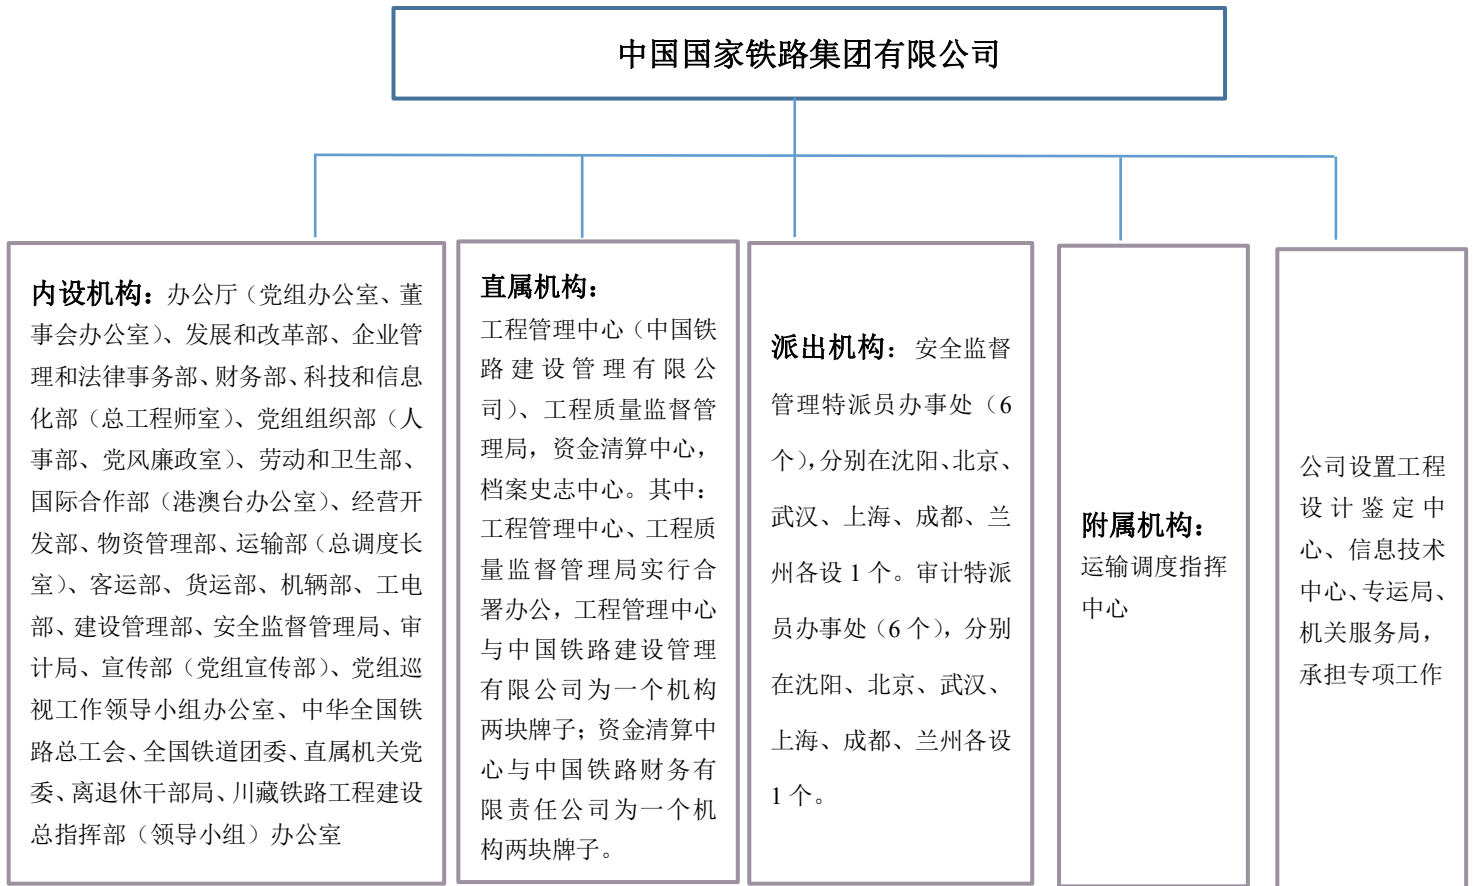 中国国家铁路集团有限公司
内设机构：办公厅（党组办公室、董
事会办公室）、发展和改革部、企业管
理和法律事务部、财务部、科技和信息
化部（总工程师室）、党组组织部（人
事部、党风廉政室）、劳动和卫生部、
国际合作部（港澳台办公室）、经营开
发部、物资管理部、运输部（总调度长
室）、客运部、货运部、机辆部、工电
部、建设管理部、安全监督管理局、审
计局、宣传部（党组宣传部）、党组巡
视工作领导小组办公室、中华全国铁
路总工会、全国铁道团委、直属机关党
委、离退休干部局、川藏铁路工程建设
总指挥部（领导小组）办公室
直属机构：
工程管理中心（中国铁
路建设管理有限公
司）、工程质量监督管
理局，资金清算中心，
档案史志中心。其中：
工程管理中心、工程质
量监督管理局实行合
署办公，工程管理中心
与中国铁路建设管理
有限公司为一个机构
两块牌子；资金清算中
心与中国铁路财务有
限责任公司为一个机
构两块牌子。
派出机构：安全监督
管理特派员办事处（6
个），分别在沈阳、北京、
武汉、上海、成都、兰
州各设 1 个。审计特派
员办事处（6 个），分别
在沈阳、北京、武汉、
上海、成都、兰州各设
1 个。
附属机构：
运输调度指挥
中心
公司设置工程
设计鉴定中
心、信息技术
中心、专运局、
机关服务局，
承担专项工作